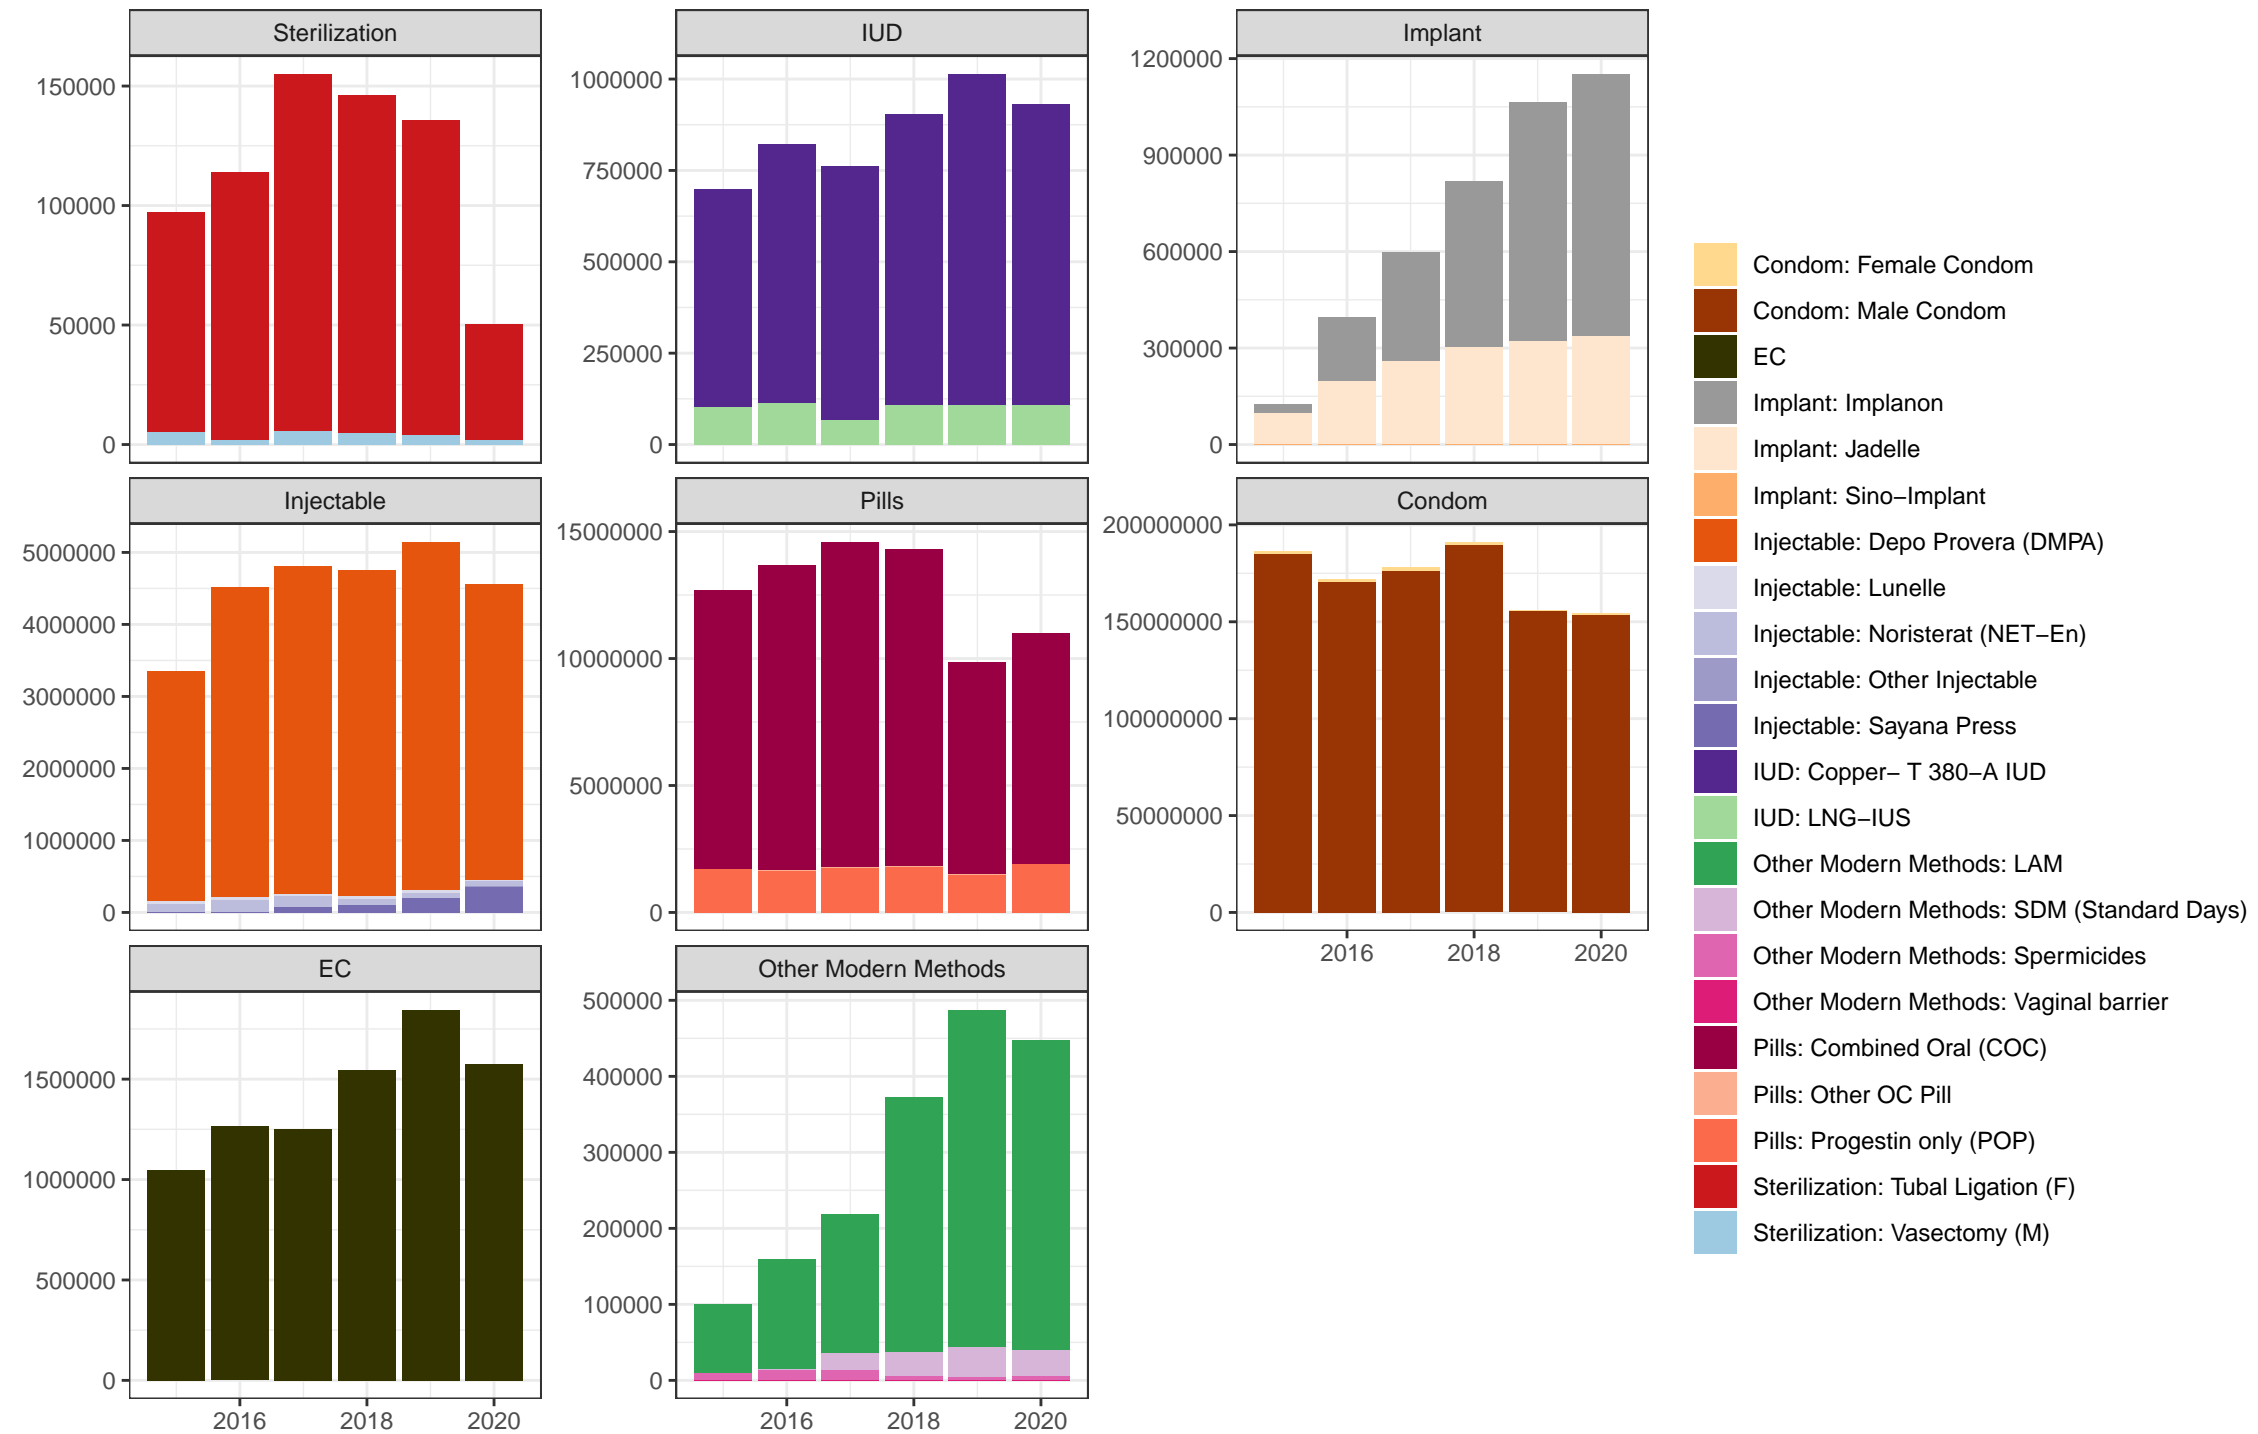 Sterilization
IUD
Implant
150000
100000
50000
0
1000000
750000
500000
250000
0
1200000
900000
600000
300000
0
Injectable
Pills
Condom
5000000
4000000
3000000
2000000
1000000
0
15000000
10000000
5000000
0
200000000
150000000
100000000
50000000
0
2016 2018 2020
EC
Other Modern Methods
1500000
1000000
500000
0
500000
400000
300000
200000
100000
0
2016 2018 2020
2016 2018 2020
Condom: Female Condom
Condom: Male Condom
EC
Implant: Implanon
Implant: Jadelle
Implant: Sino−Implant
Injectable: Depo Provera (DMPA)
Injectable: Lunelle
Injectable: Noristerat (NET−En)
Injectable: Other Injectable
Injectable: Sayana Press
IUD: Copper− T 380−A IUD
IUD: LNG−IUS
Other Modern Methods: LAM
Other Modern Methods: SDM (Standard Days)
Other Modern Methods: Spermicides
Other Modern Methods: Vaginal barrier
Pills: Combined Oral (COC)
Pills: Other OC Pill
Pills: Progestin only (POP)
Sterilization: Tubal Ligation (F)
Sterilization: Vasectomy (M)